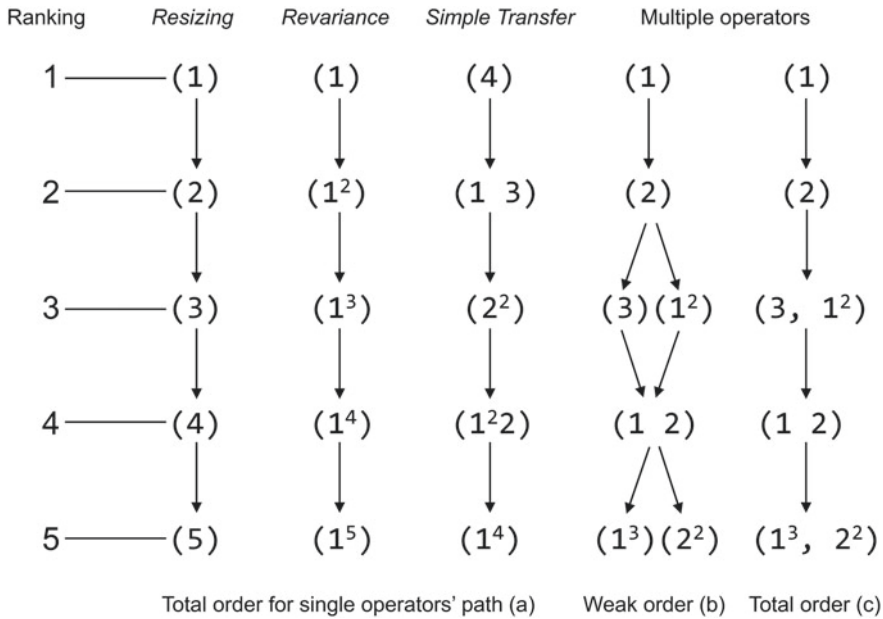 Ranking Resizing Revariance Simple Transfer Multiple operators
1 (1) (1) (4) (1) (1)
2 (2) (1²) (1 3) (2) (2)
3 (3) (1³) (2²) (3)(1²) (3, 1²)
4 (4) (1⁴) (1²2) (1 2) (1 2)
5 (5) (1⁵) (1⁴) (1³)(2²) (1³, 2²)
Total order for single operators' path (a) Weak order (b) Total order (c)